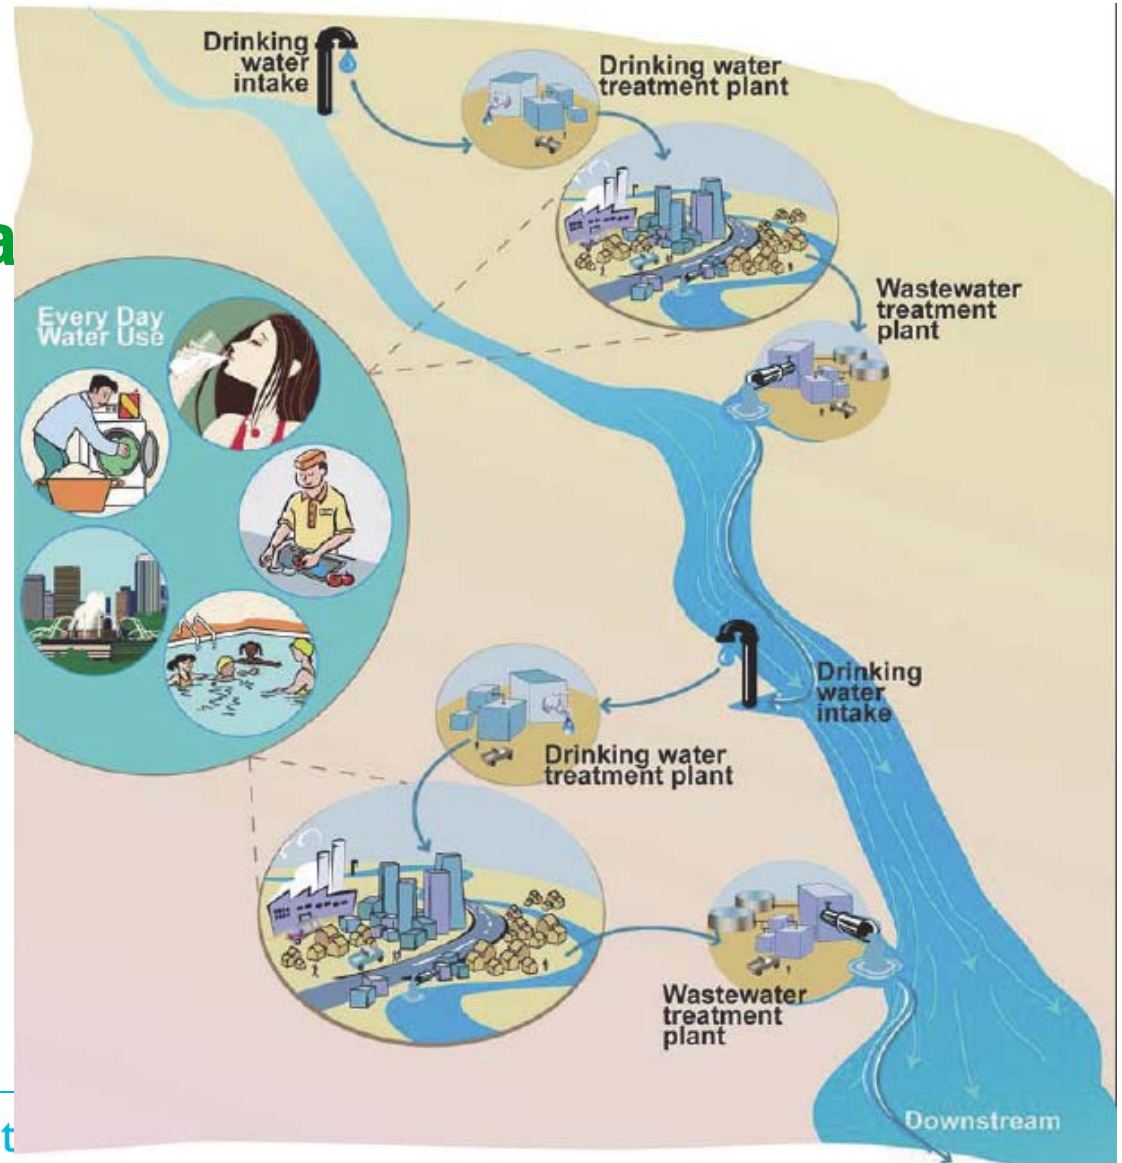 Drinking
water
intake
Drinking water
treatment plant
a
Wastewater
treatment
plant
Every Day
Water Use
Drinking
water
intake
Drinking water
treatment plant
Wastewater
treatment
plant
Downstream
t